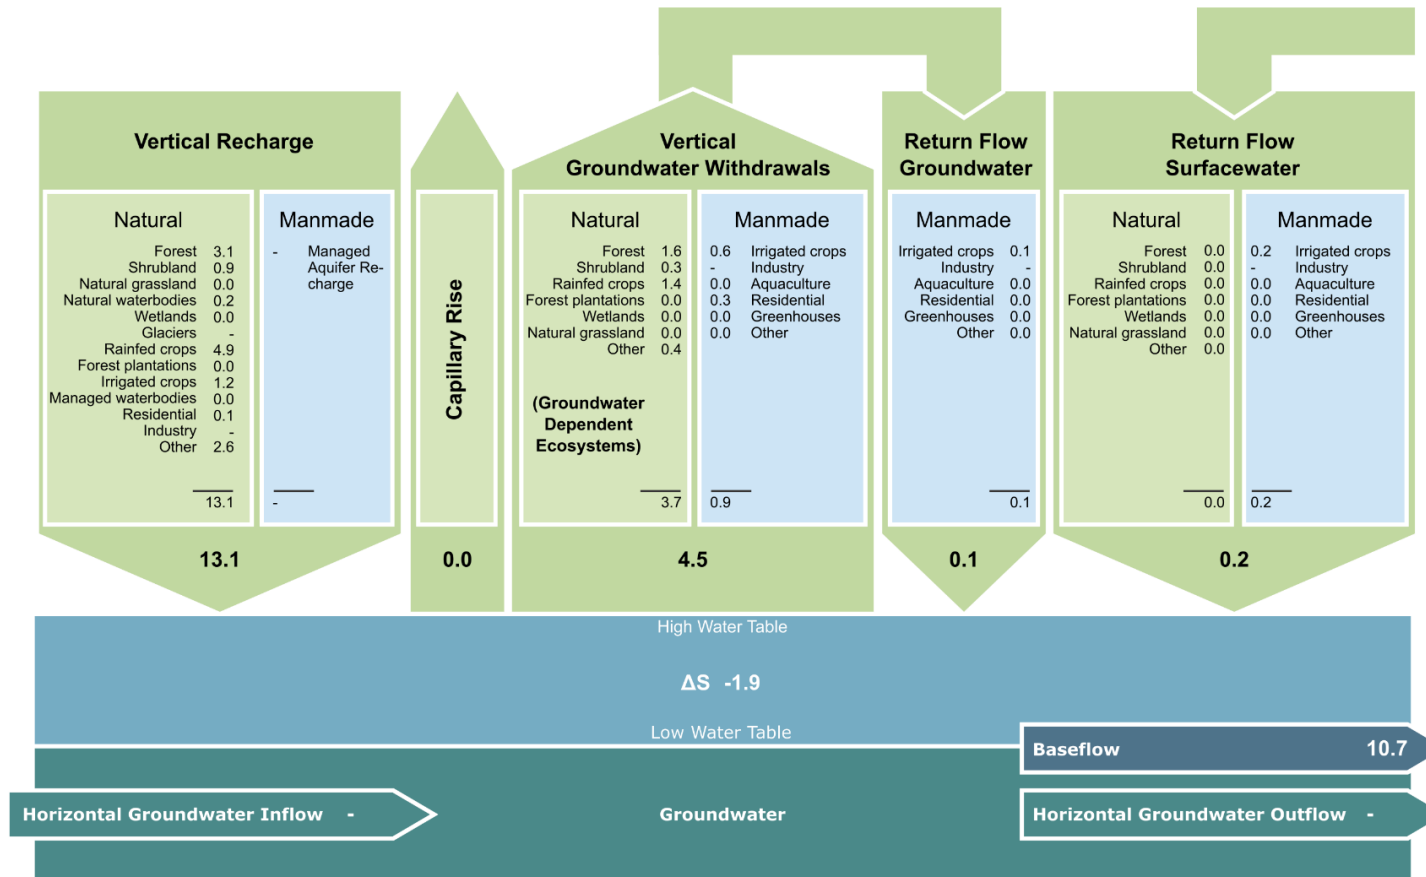 Vertical Recharge
Natural
Forest 3.1
Shrubland 0.9
Natural grassland 0.0
Natural waterbodies 0.2
Wetlands 0.0
Glaciers -
Rainfed crops 4.9
Forest plantations 0.0
Irrigated crops 1.2
Managed waterbodies 0.0
Residential 0.1
Industry -
Other 2.6
13.1
Manmade
- Managed
Aquifer Re-
charge
-
13.1
Capillary Rise
0.0
Vertical
Groundwater Withdrawals
Natural
Forest 1.6
Shrubland 0.3
Rainfed crops 1.4
Forest plantations 0.0
Wetlands 0.0
Natural grassland 0.0
Other 0.4
(Groundwater
Dependent
Ecosystems)
3.7
Manmade
0.6 Irrigated crops
- Industry
0.0 Aquaculture
0.3 Residential
0.0 Greenhouses
0.0 Other
0.9
4.5
Return Flow
Groundwater
Manmade
Irrigated crops 0.1
Industry -
Aquaculture 0.0
Residential 0.0
Greenhouses 0.0
Other 0.0
0.1
0.1
Return Flow
Surfacewater
Natural
Forest 0.0
Shrubland 0.0
Rainfed crops 0.0
Forest plantations 0.0
Wetlands 0.0
Natural grassland 0.0
Other 0.0
0.0
Manmade
0.2 Irrigated crops
- Industry
0.0 Aquaculture
0.0 Residential
0.0 Greenhouses
0.0 Other
0.2
0.2
High Water Table
ΔS -1.9
Low Water Table
Baseflow 10.7
Horizontal Groundwater Inflow -
Groundwater
Horizontal Groundwater Outflow -